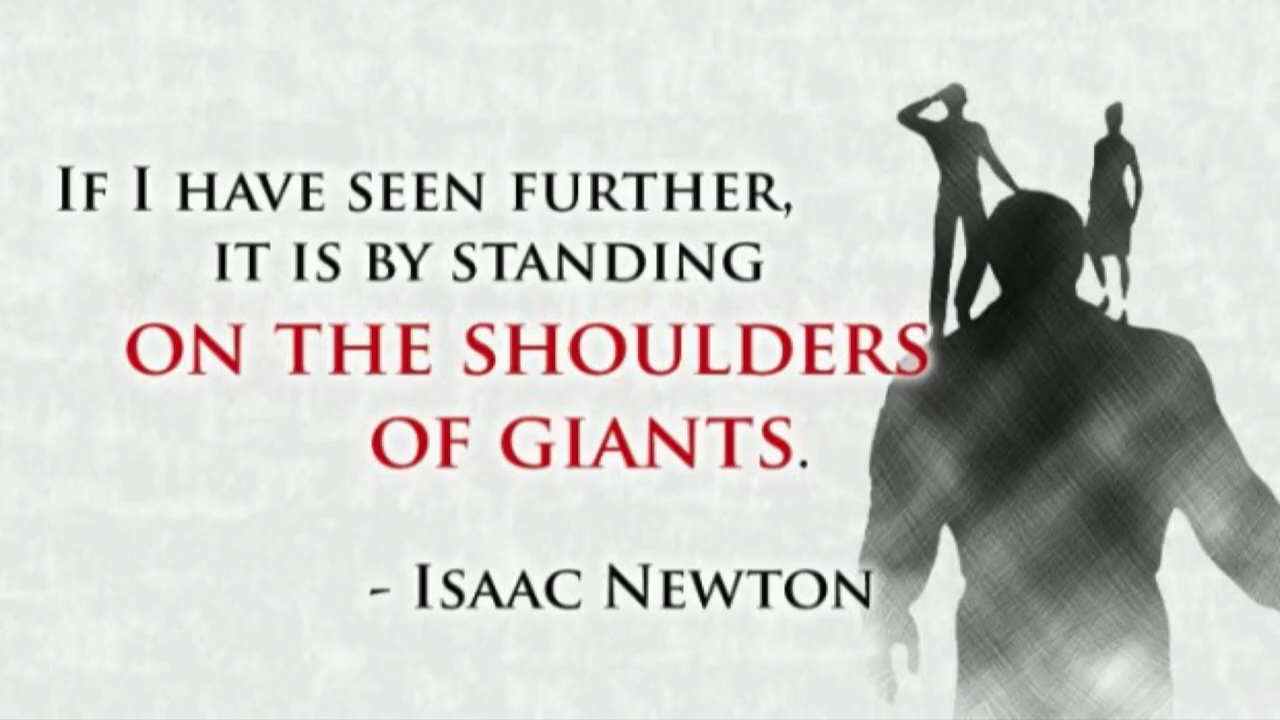 If I have seen further,
it is by standing
on the shoulders
of giants.
- Isaac Newton